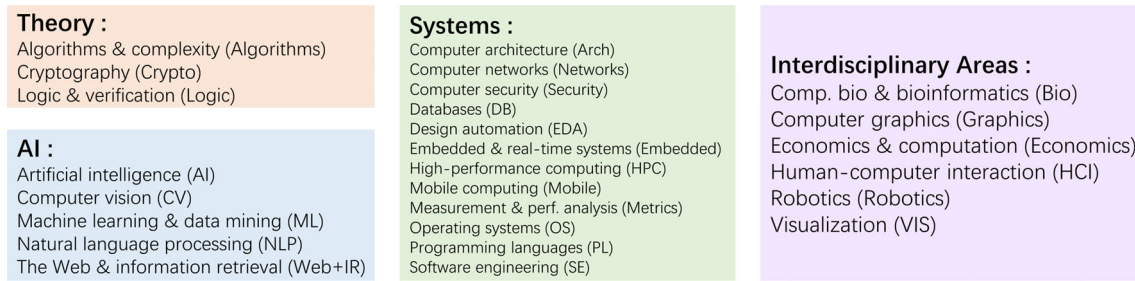 Theory :
Algorithms & complexity (Algorithms)
Cryptography (Crypto)
Logic & verification (Logic)
AI :
Artificial intelligence (AI)
Computer vision (CV)
Machine learning & data mining (ML)
Natural language processing (NLP)
The Web & information retrieval (Web+IR)
Systems :
Computer architecture (Arch)
Computer networks (Networks)
Computer security (Security)
Databases (DB)
Design automation (EDA)
Embedded & real-time systems (Embedded)
High-performance computing (HPC)
Mobile computing (Mobile)
Measurement & perf. analysis (Metrics)
Operating systems (OS)
Programming languages (PL)
Software engineering (SE)
Interdisciplinary Areas :
Comp. bio & bioinformatics (Bio)
Computer graphics (Graphics)
Economics & computation (Economics)
Human-computer interaction (HCI)
Robotics (Robotics)
Visualization (VIS)